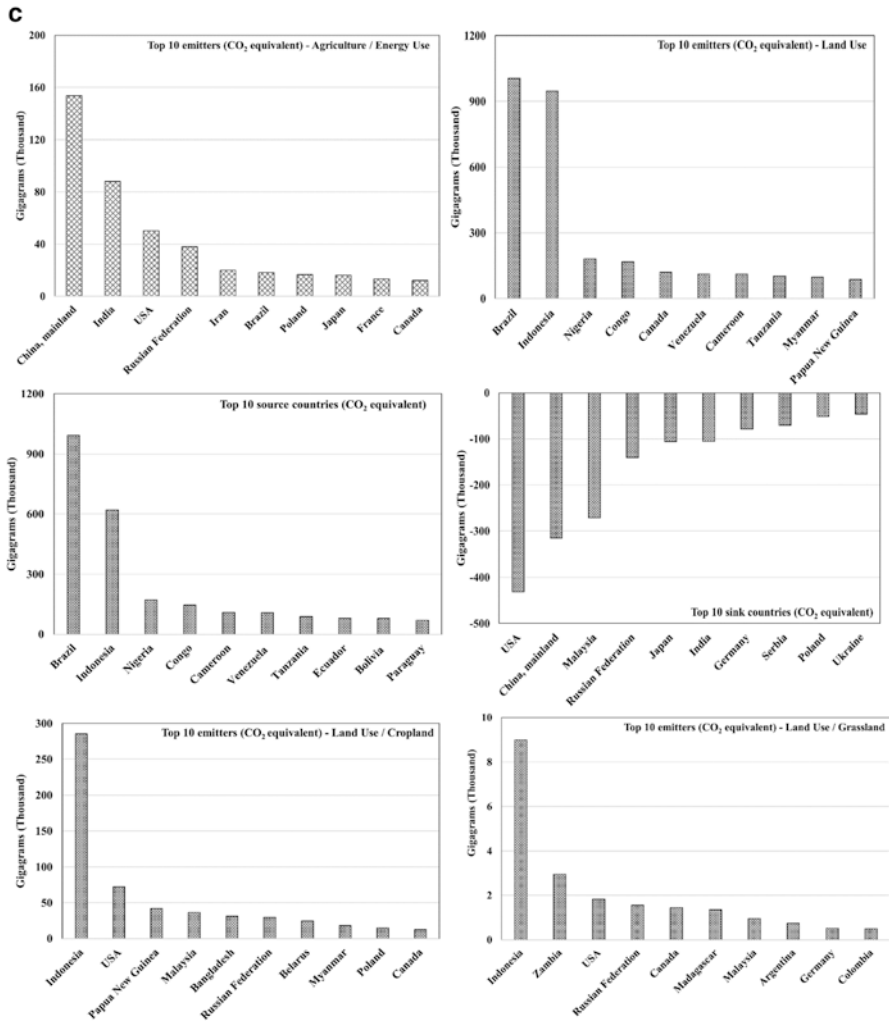 C
Top 10 emitters (CO2 equivalent) - Agriculture / Energy Use
Gigagrams (Thousand)
200
160
120
80
40
0
China, mainland
India
USA
Russian Federation
Iran
Brazil
Poland
Japan
France
Canada
Top 10 emitters (CO2 equivalent) - Land Use
Gigagrams (Thousand)
1200
900
600
300
0
Brazil
Indonesia
Nigeria
Congo
Canada
Venezuela
Cameroon
Tanzania
Myanmar
Papua New Guinea
Top 10 source countries (CO2 equivalent)
Gigagrams (Thousand)
1200
900
600
300
0
Brazil
Indonesia
Nigeria
Congo
Cameroon
Venezuela
Tanzania
Ecuador
Bolivia
Paraguay
Gigagrams (Thousand)
0
-100
-200
-300
-400
-500
Top 10 sink countries (CO2 equivalent)
USA
China, mainland
Malaysia
Russian Federation
Japan
India
Germany
Serbia
Poland
Ukraine
Top 10 emitters (CO2 equivalent) - Land Use / Cropland
Gigagrams (Thousand)
300
250
200
150
100
50
0
Indonesia
USA
Papua New Guinea
Malaysia
Bangladesh
Russian Federation
Belarus
Myanmar
Poland
Canada
Top 10 emitters (CO2 equivalent) - Land Use / Grassland
Gigagrams (Thousand)
10
8
6
4
2
0
Indonesia
Zambia
USA
Russian Federation
Canada
Madagascar
Malaysia
Argentina
Germany
Colombia